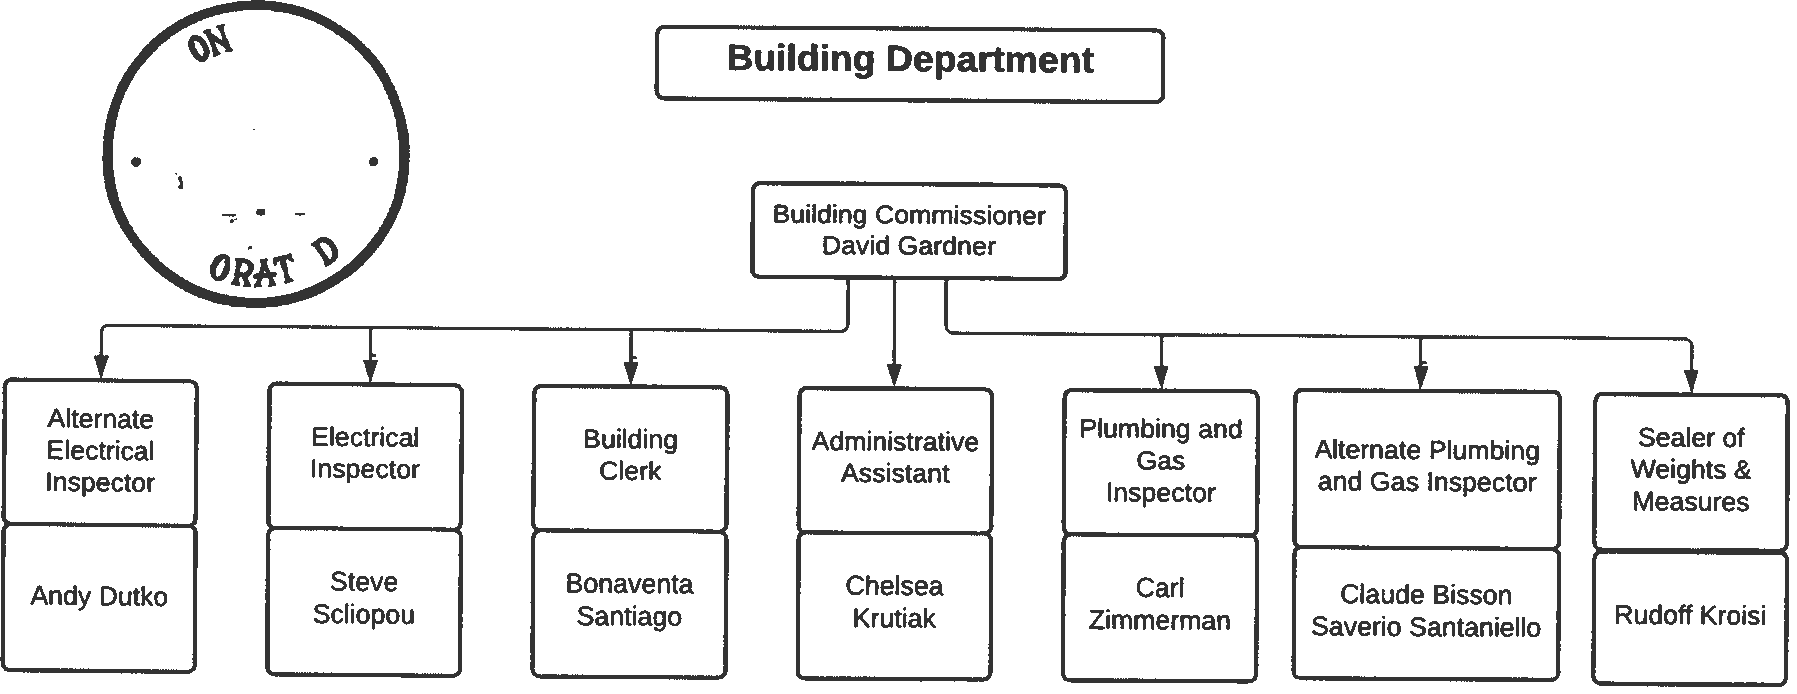 ON
ORAT D
Building Department
Building Commissioner
David Gardner
Alternate
Electrical
Inspector
Andy Dutko
Electrical
Inspector
Steve
Scliopou
Building
Clerk
Bonaventa
Santiago
Administrative
Assistant
Chelsea
Krutiak
Plumbing and
Gas
Inspector
Carl
Zimmerman
Alternate Plumbing
and Gas Inspector
Claude Bisson
Saverio Santaniello
Sealer of
Weights &
Measures
Rudoff Kroisi